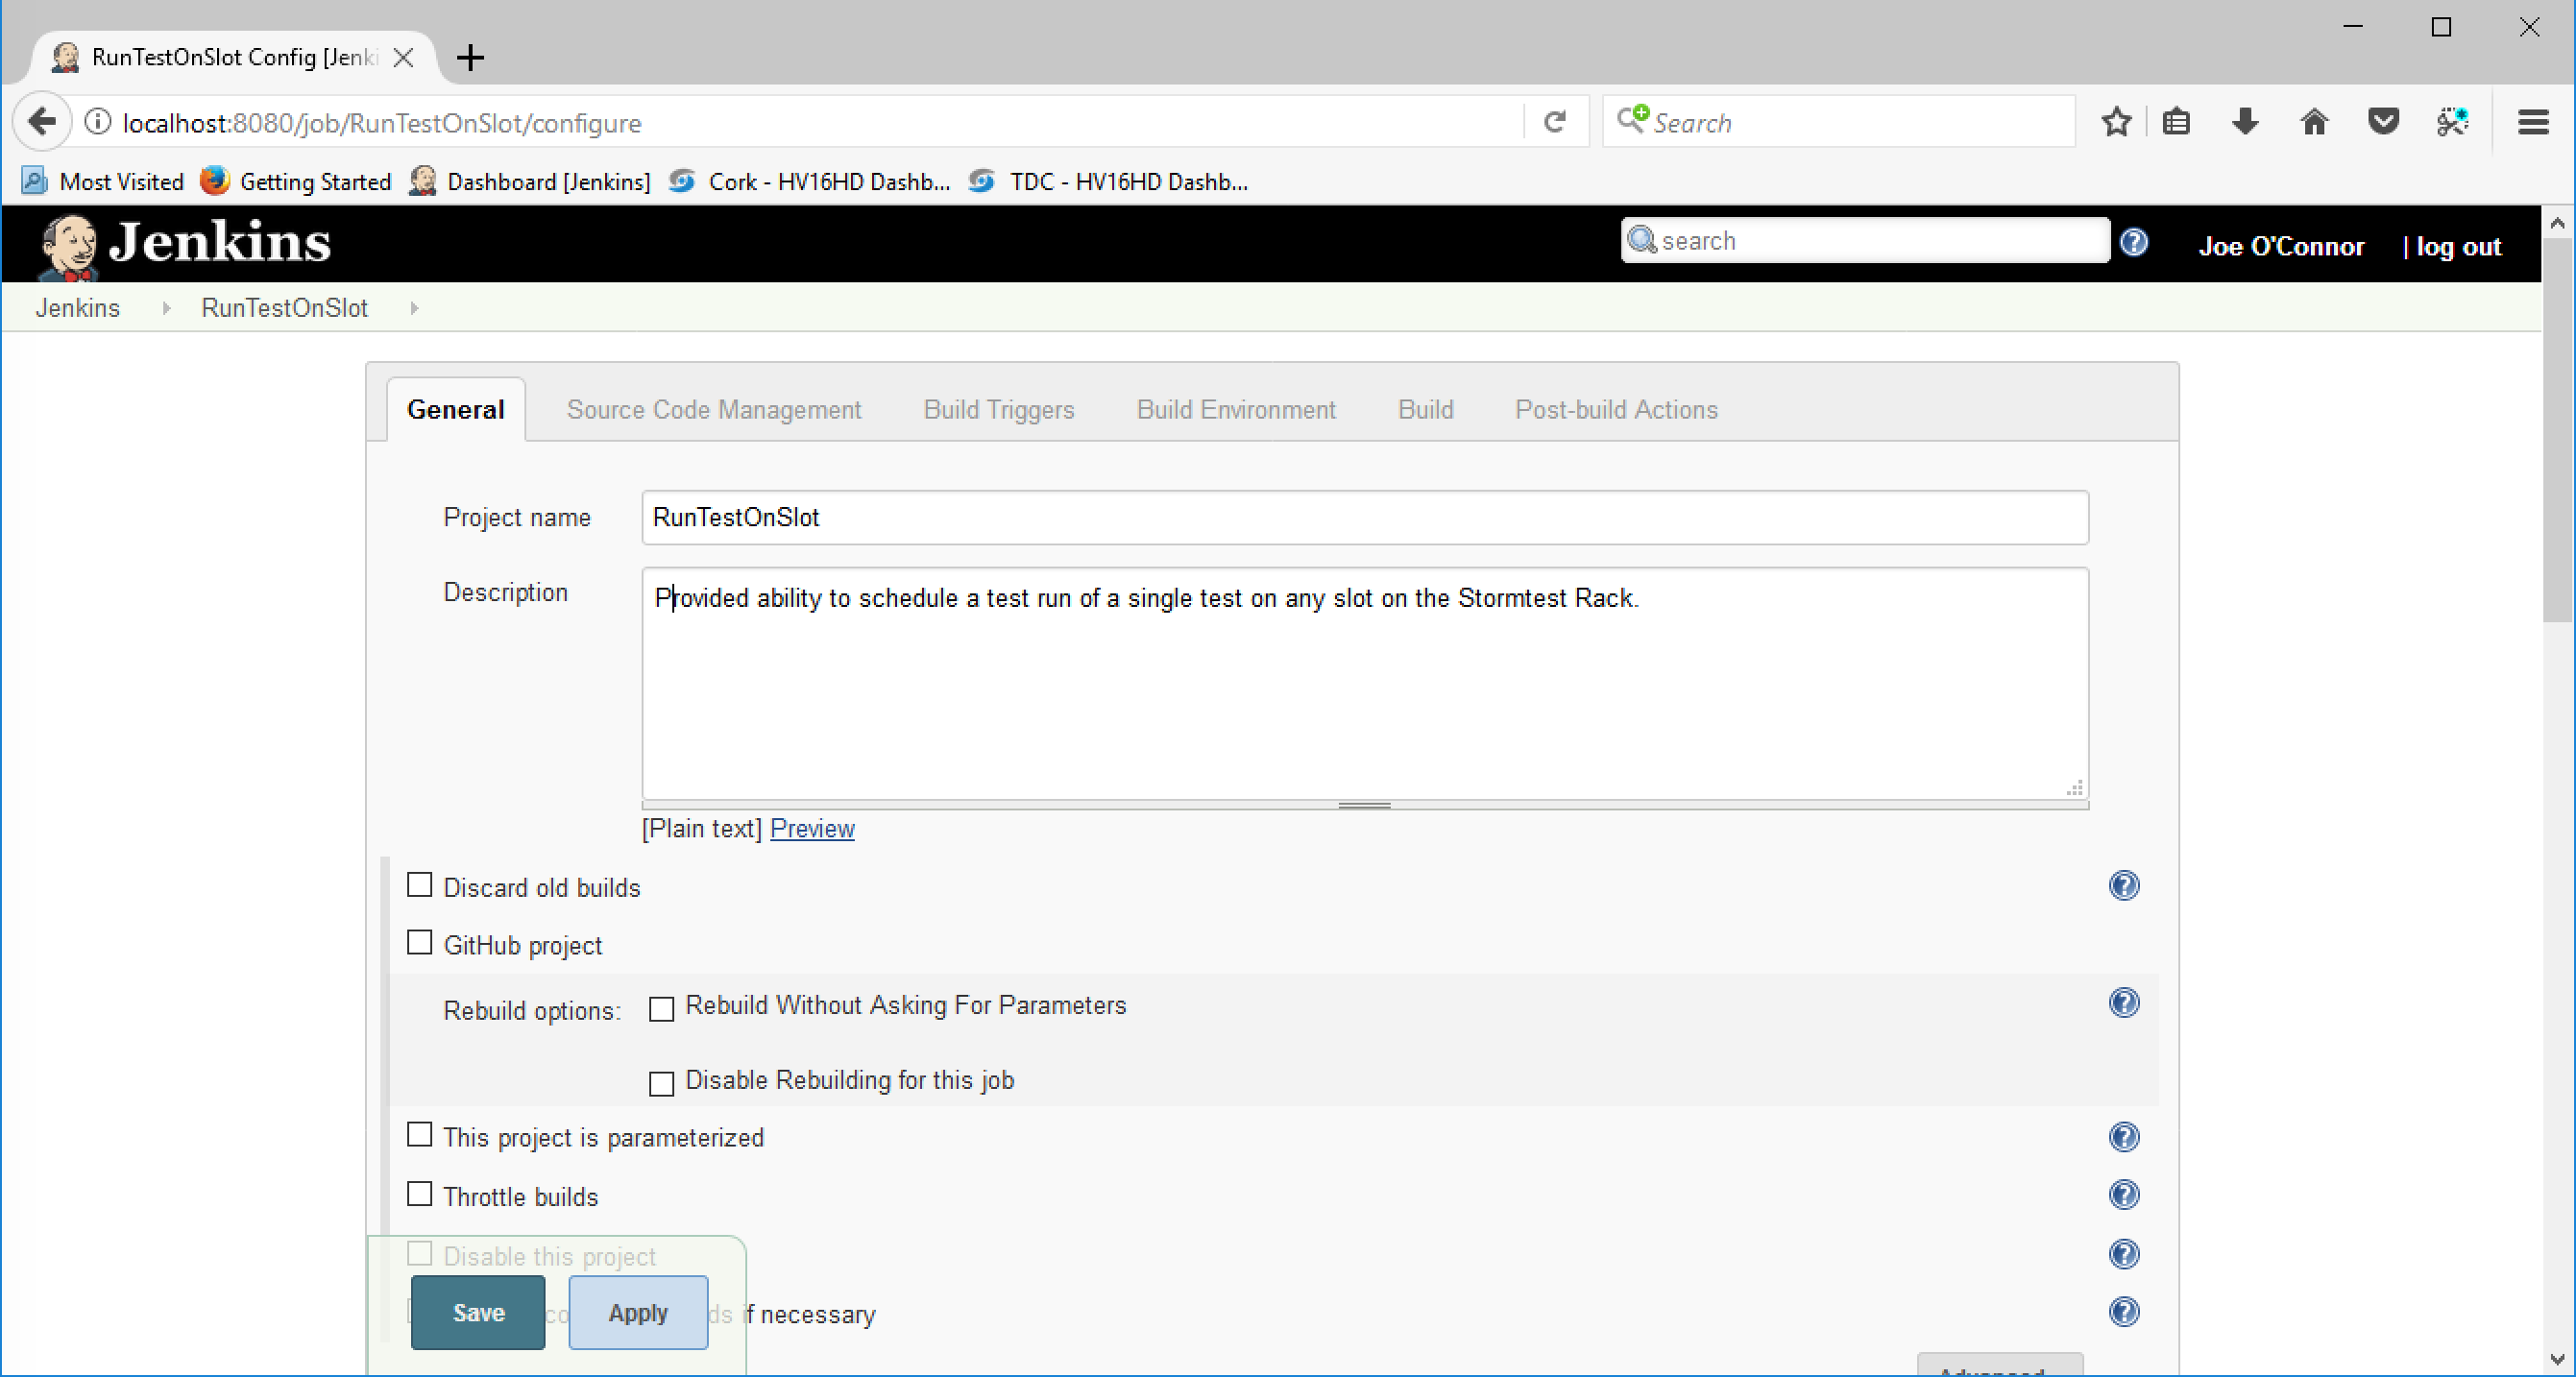 RunTestOnSlot Config [Jenki
localhost:8080/job/RunTestOnSlot/configure
Search
Most Visited Getting Started Dashboard [Jenkins] Cork - HV16HD Dashb... TDC - HV16HD Dashb...
Jenkins
search
Joe O'Connor | log out
Jenkins RunTestOnSlot
General Source Code Management Build Triggers Build Environment Build Post-build Actions
Project name RunTestOnSlot
Description Provided ability to schedule a test run of a single test on any slot on the Stormtest Rack.
[Plain text] Preview
Discard old builds
GitHub project
Rebuild options: Rebuild Without Asking For Parameters
Disable Rebuilding for this job
This project is parameterized
Throttle builds
Disable this project
if necessary
Save Apply
Advanced...